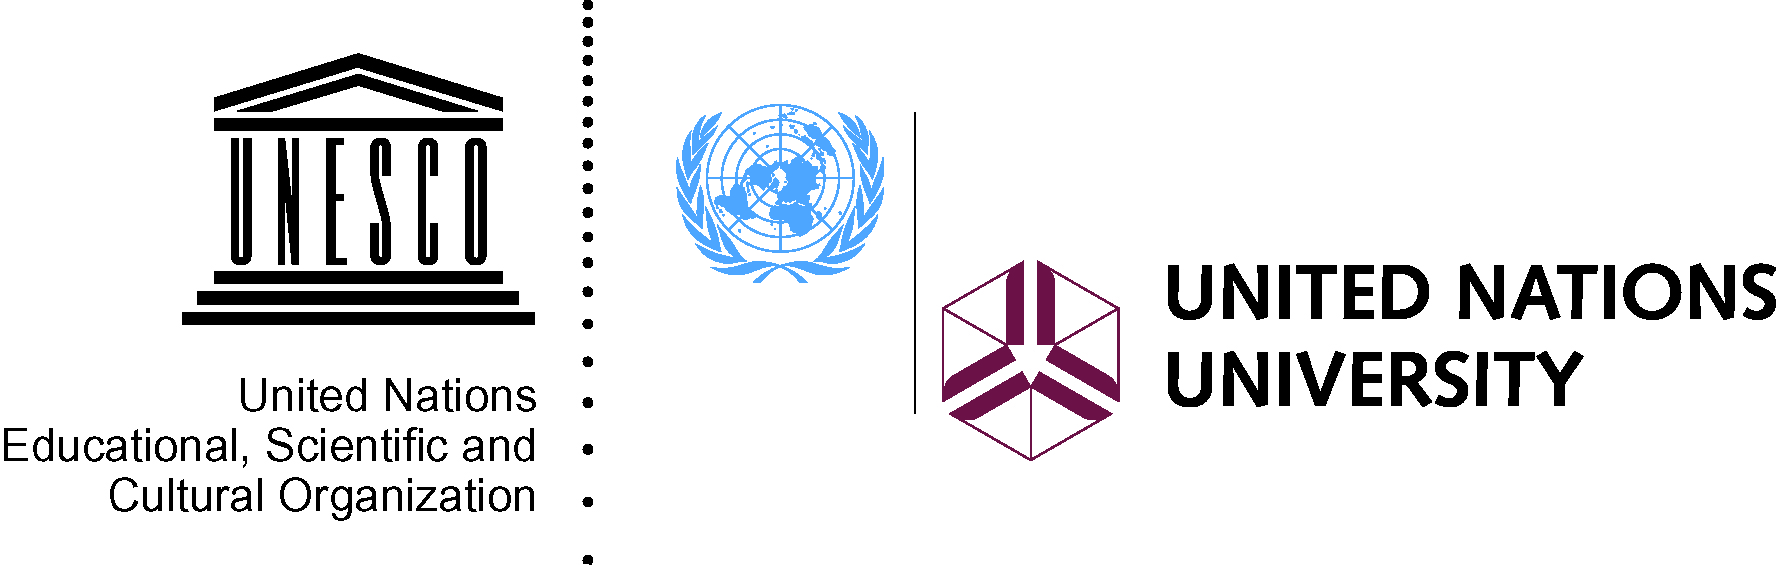 UNESCO
United Nations
Educational, Scientific and
Cultural Organization
UNITED NATIONS
UNIVERSITY